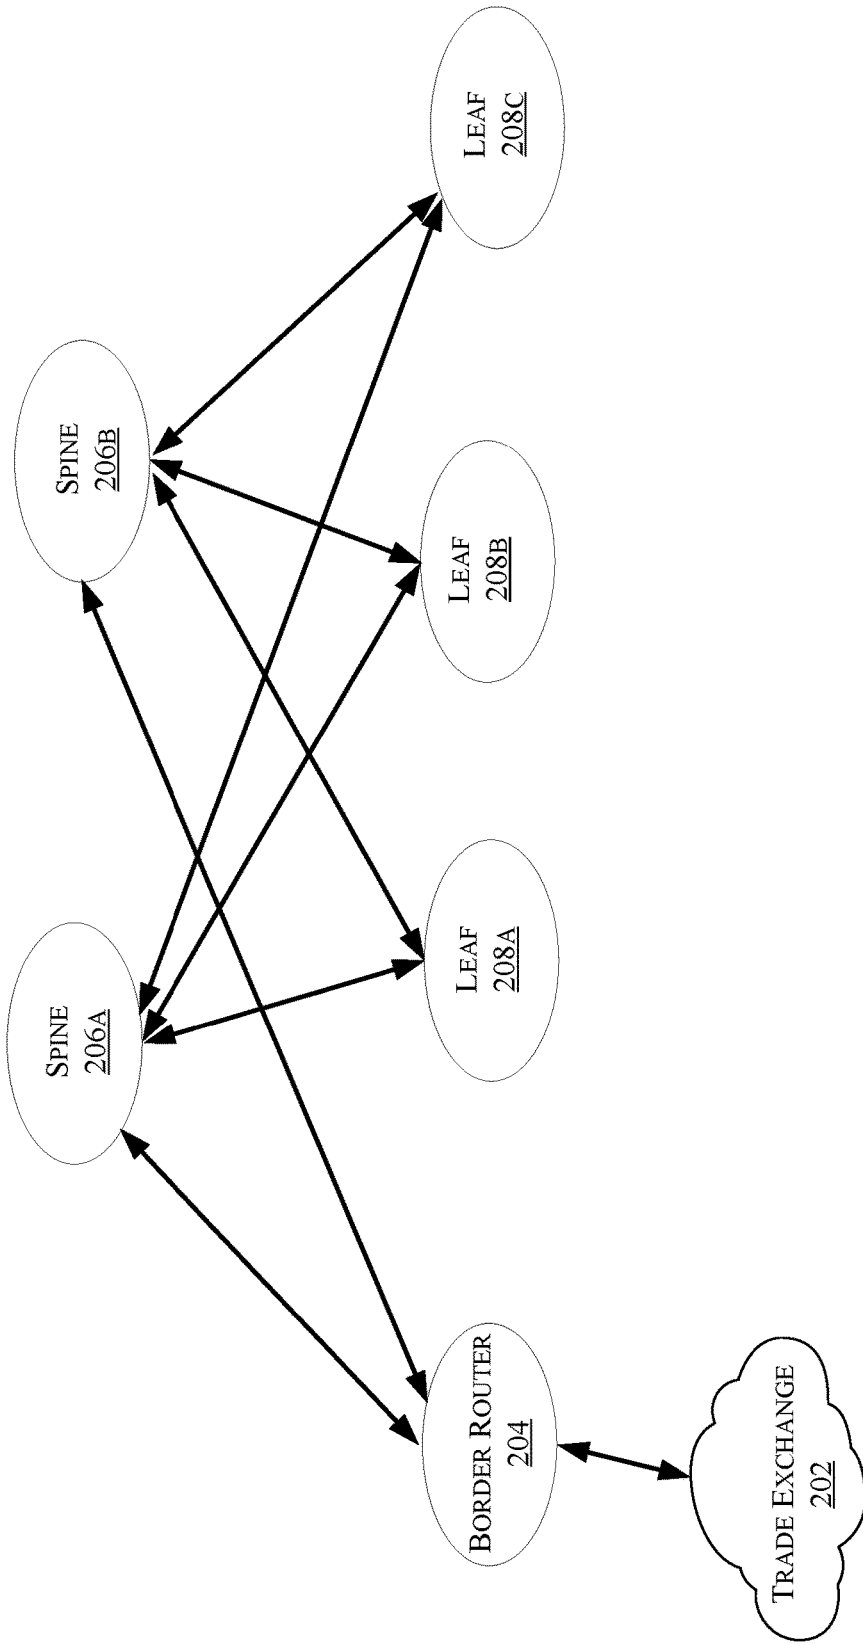 SPINE
206A
SPINE
206B
BORDER ROUTER
204
LEAF
208A
LEAF
208B
LEAF
208C
TRADE EXCHANGE
202